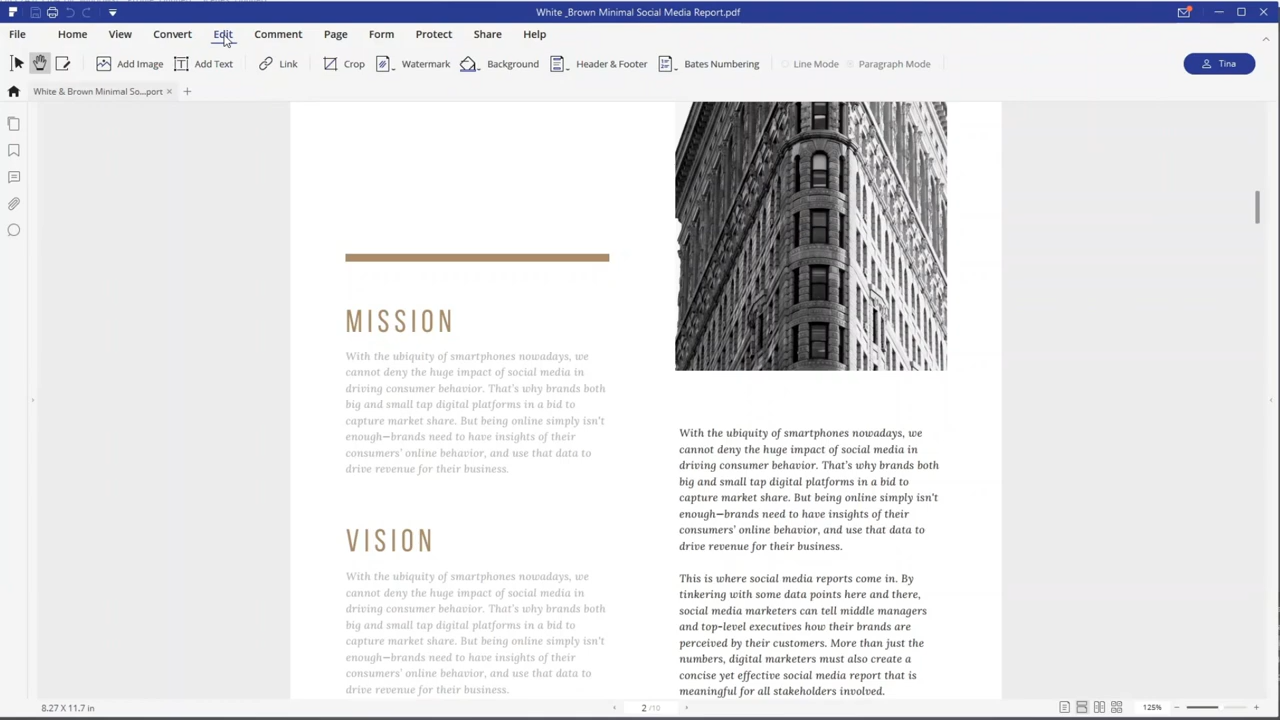 White _Brown Minimal Social Media Report.pdf
File Home View Convert Edit Comment Page Form Protect Share Help
Add Image Add Text Link Crop Watermark Background Header & Footer Bates Numbering Line Mode Paragraph Mode Tina
White & Brown Minimal So...port
MISSION
With the ubiquity of smartphones nowadays, we
cannot deny the huge impact of social media in
driving consumer behavior. That's why brands both
big and small tap digital platforms in a bid to
capture market share. But being online simply isn't
enough—brands need to have insights of their
consumers' online behavior, and use that data to
drive revenue for their business.
VISION
With the ubiquity of smartphones nowadays, we
cannot deny the huge impact of social media in
driving consumer behavior. That's why brands both
big and small tap digital platforms in a bid to
capture market share. But being online simply isn't
enough—brands need to have insights of their
consumers' online behavior, and use that data to
drive revenue for their business.
With the ubiquity of smartphones nowadays, we
cannot deny the huge impact of social media in
driving consumer behavior. That's why brands both
big and small tap digital platforms in a bid to
capture market share. But being online simply isn't
enough—brands need to have insights of their
consumers' online behavior, and use that data to
drive revenue for their business.
This is where social media reports come in. By
tinkering with some data points here and there,
social media marketers can tell middle managers
and top-level executives how their brands are
perceived by their customers. More than just the
numbers, digital marketers must also create a
concise yet effective social media report that is
meaningful for all stakeholders involved.
8.27 X 11.7 in 2 /10 125%